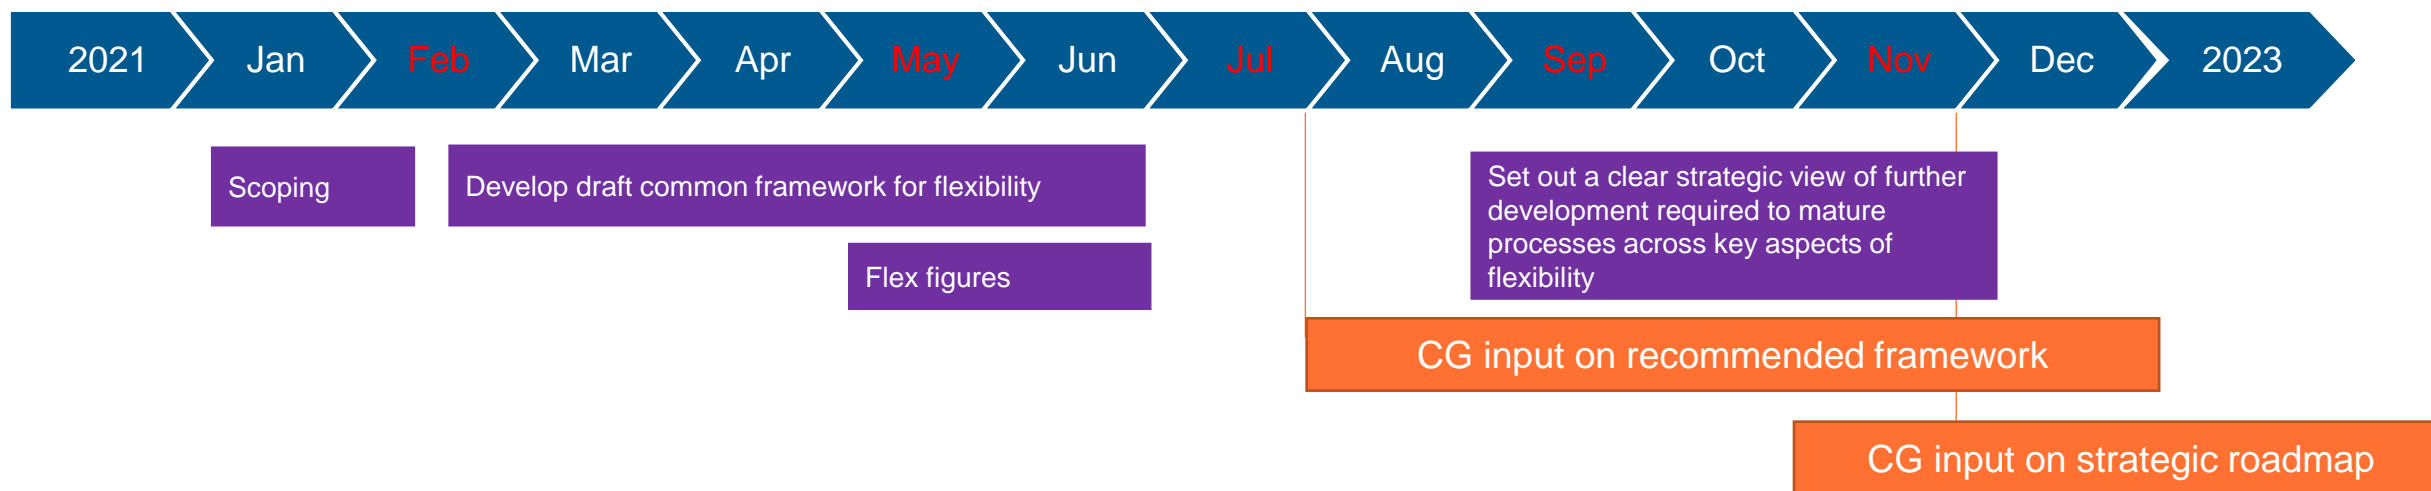 2021 Jan Feb Mar Apr May Jun Jul Aug Sep Oct Nov Dec 2023
Scoping
Develop draft common framework for flexibility
Flex figures
Set out a clear strategic view of further
development required to mature
processes across key aspects of
flexibility
CG input on recommended framework
CG input on strategic roadmap